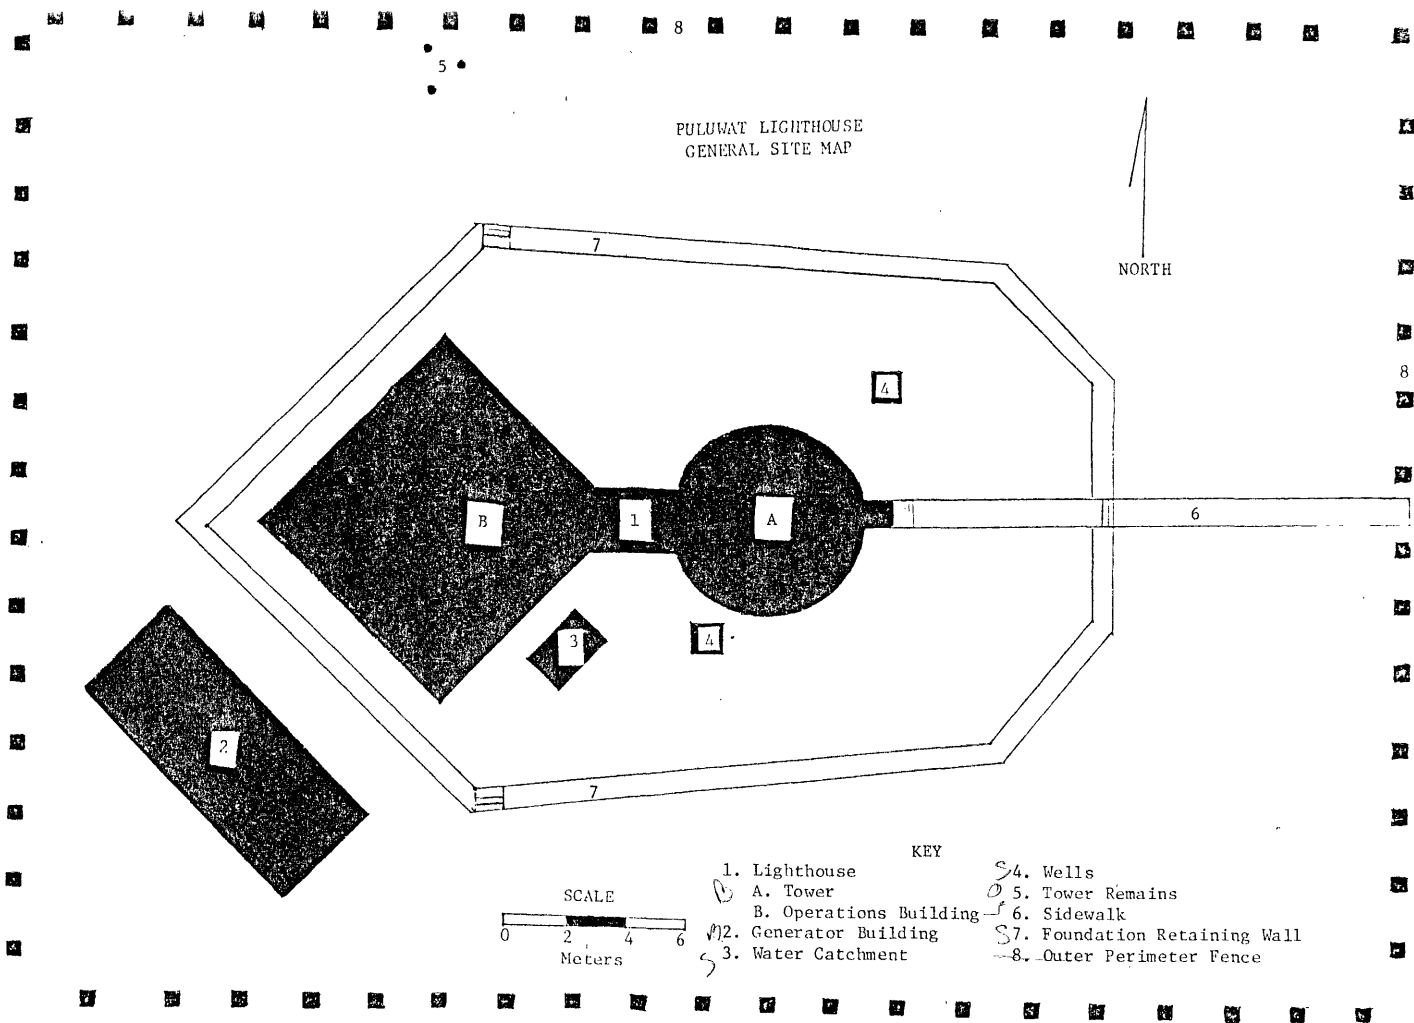 8
5
PULUWAT LIGHTHOUSE
GENERAL SITE MAP
7
NORTH
8
4
B
1
A
6
3
4
2
7
KEY
1. Lighthouse
A. Tower
B. Operations Building
2. Generator Building
3. Water Catchment
4. Wells
5. Tower Remains
6. Sidewalk
7. Foundation Retaining Wall
8. Outer Perimeter Fence
SCALE
0 2 4 6
Meters